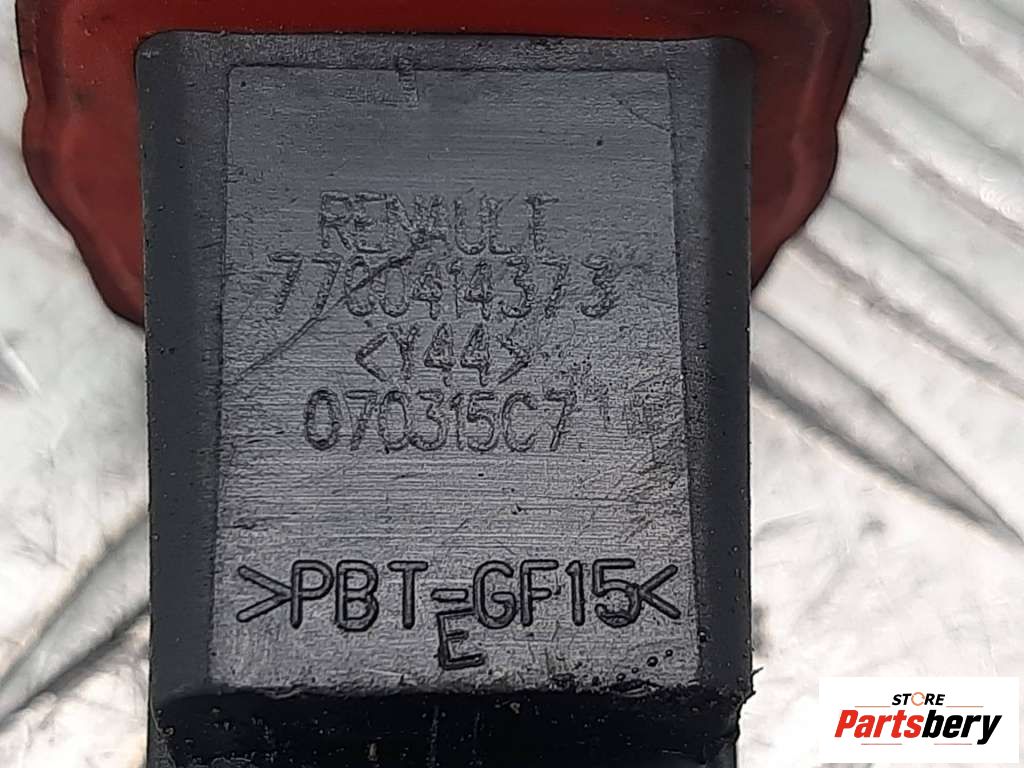 RENAULT
7700414373
<Y44>
070315C7
>PBT-GF15<
E
STORE
Partsbery